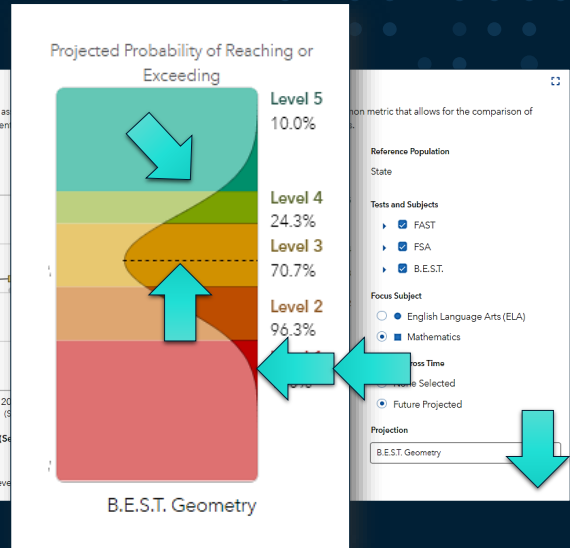 Projected Probability of Reaching or
Exceeding
Level 5
10.0%
Level 4
24.3%
Level 3
70.7%
Level 2
96.3%
B.E.S.T. Geometry
as
metric that allows for the comparison of
Reference Population
State
Tests and Subjects
FAST
FSA
B.E.S.T.
Focus Subject
English Language Arts (ELA)
Mathematics
Selected
Future Projected
Projection
B.E.S.T. Geometry
20